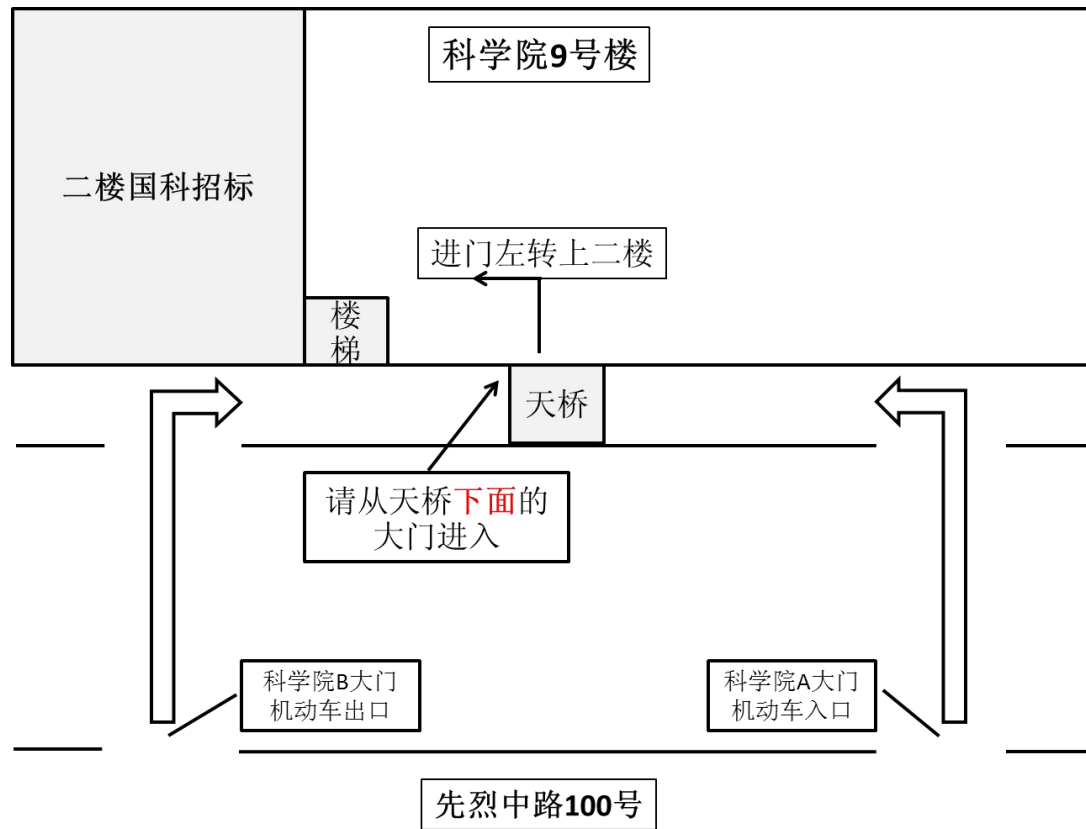 科学院9号楼
二楼国科招标
进门左转上二楼
楼
梯
天桥
请从天桥下面的
大门进入
科学院B大门
机动车出口
科学院A大门
机动车入口
先烈中路100号